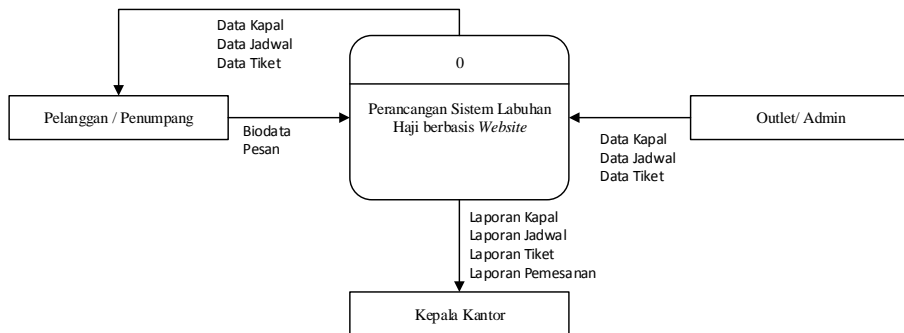 Data Kapal
Data Jadwal
Data Tiket
0
Pelanggan / Penumpang
Biodata
Pesan
Perancangan Sistem Labuhan
Haji berbasis Website
Outlet/ Admin
Data Kapal
Data Jadwal
Data Tiket
Laporan Kapal
Laporan Jadwal
Laporan Tiket
Laporan Pemesanan
Kepala Kantor